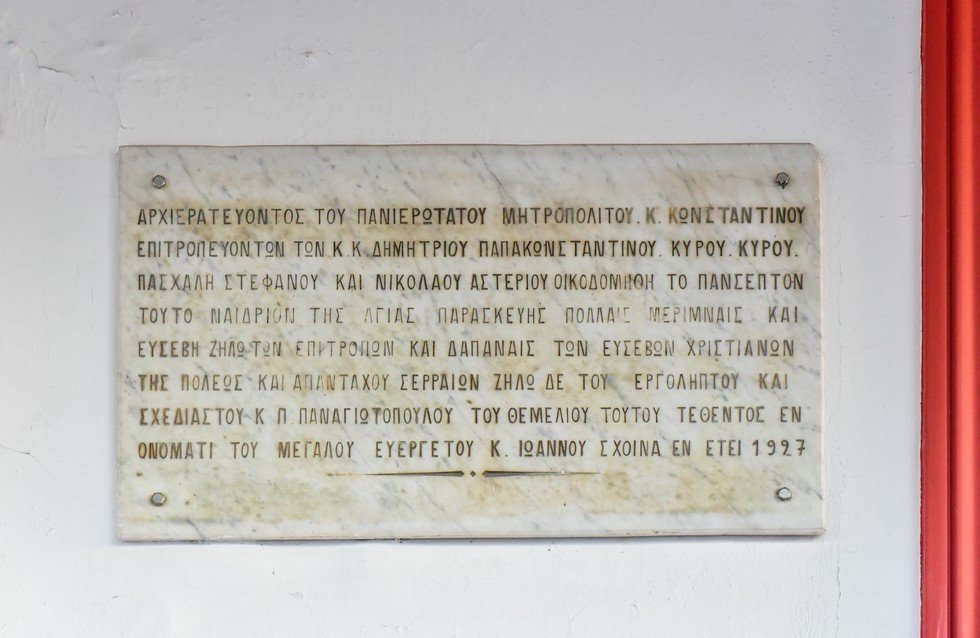 ΑΡΧΙΕΡΑΤΕΥΟΝΤΟΣ ΤΟΥ ΠΑΝΙΕΡΩΤΑΤΟΥ ΜΗΤΡΟΠΟΛΙΤΟΥ. Κ. ΚΩΝΣΤΑΝΤΙΝΟΥ
ΕΠΙΤΡΟΠΕΥΟΝΤΩΝ ΤΩΝ Κ.Κ. ΔΗΜΗΤΡΙΟΥ ΠΑΠΑΚΩΝΣΤΑΝΤΙΝΟΥ. ΚΥΡΟΥ. ΚΥΡΟΥ.
ΠΑΣΧΑΛΗ ΣΤΕΦΑΝΟΥ ΚΑΙ ΝΙΚΟΛΑΟΥ ΑΣΤΕΡΙΟΥ ΟΙΚΟΔΟΜΗΘΗ ΤΟ ΠΑΝΣΕΠΤΟΝ
ΤΟΥΤΟ ΝΑΙΔΡΙΟΝ ΤΗΣ ΑΓΙΑΣ ΠΑΡΑΣΚΕΥΗΣ ΠΟΛΛΑΙΣ ΜΕΡΙΜΝΑΙΣ ΚΑΙ
ΕΥΣΕΒΗ ΖΗΛΩ ΤΩΝ ΕΠΙΤΡΟΠΩΝ ΚΑΙ ΔΑΠΑΝΑΙΣ ΤΩΝ ΕΥΣΕΒΩΝ ΧΡΙΣΤΙΑΝΩΝ
ΤΗΣ ΠΟΛΕΩΣ ΚΑΙ ΑΠΑΝΤΑΧΟΥ ΣΕΡΡΑΙΩΝ ΖΗΛΩ ΔΕ ΤΟΥ ΕΡΓΟΛΗΠΤΟΥ ΚΑΙ
ΣΧΕΔΙΑΣΤΟΥ Κ Π. ΠΑΝΑΓΙΩΤΟΠΟΥΛΟΥ ΤΟΥ ΘΕΜΕΛΙΟΥ ΤΟΥΤΟΥ ΤΕΘΕΝΤΟΣ ΕΝ
ΟΝΟΜΑΤΙ ΤΟΥ ΜΕΓΑΛΟΥ ΕΥΕΡΓΕΤΟΥ Κ. ΙΩΑΝΝΟΥ ΣΧΟΙΝΑ ΕΝ ΕΤΕΙ 1927